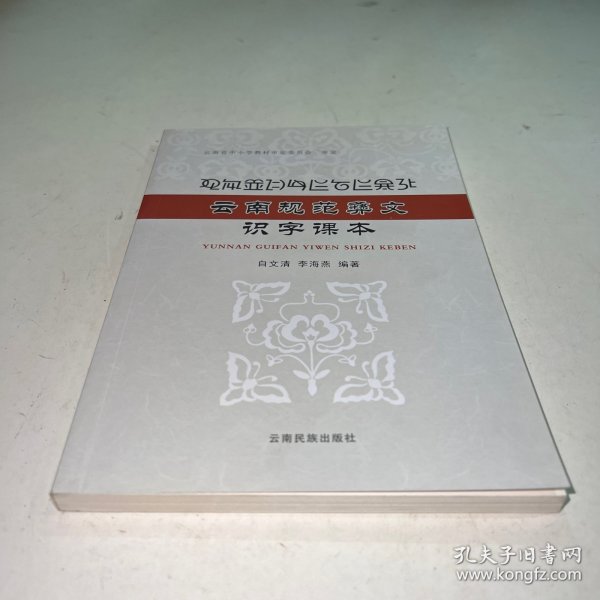 云南省中小学教材审定委员会 审定
云南规范彝文
识字课本
YUNNAN GUIFAN YIWEN SHIZI KEBEN
自文清 李海燕 编著
云南民族出版社
孔夫子旧书网
www.kongfz.com